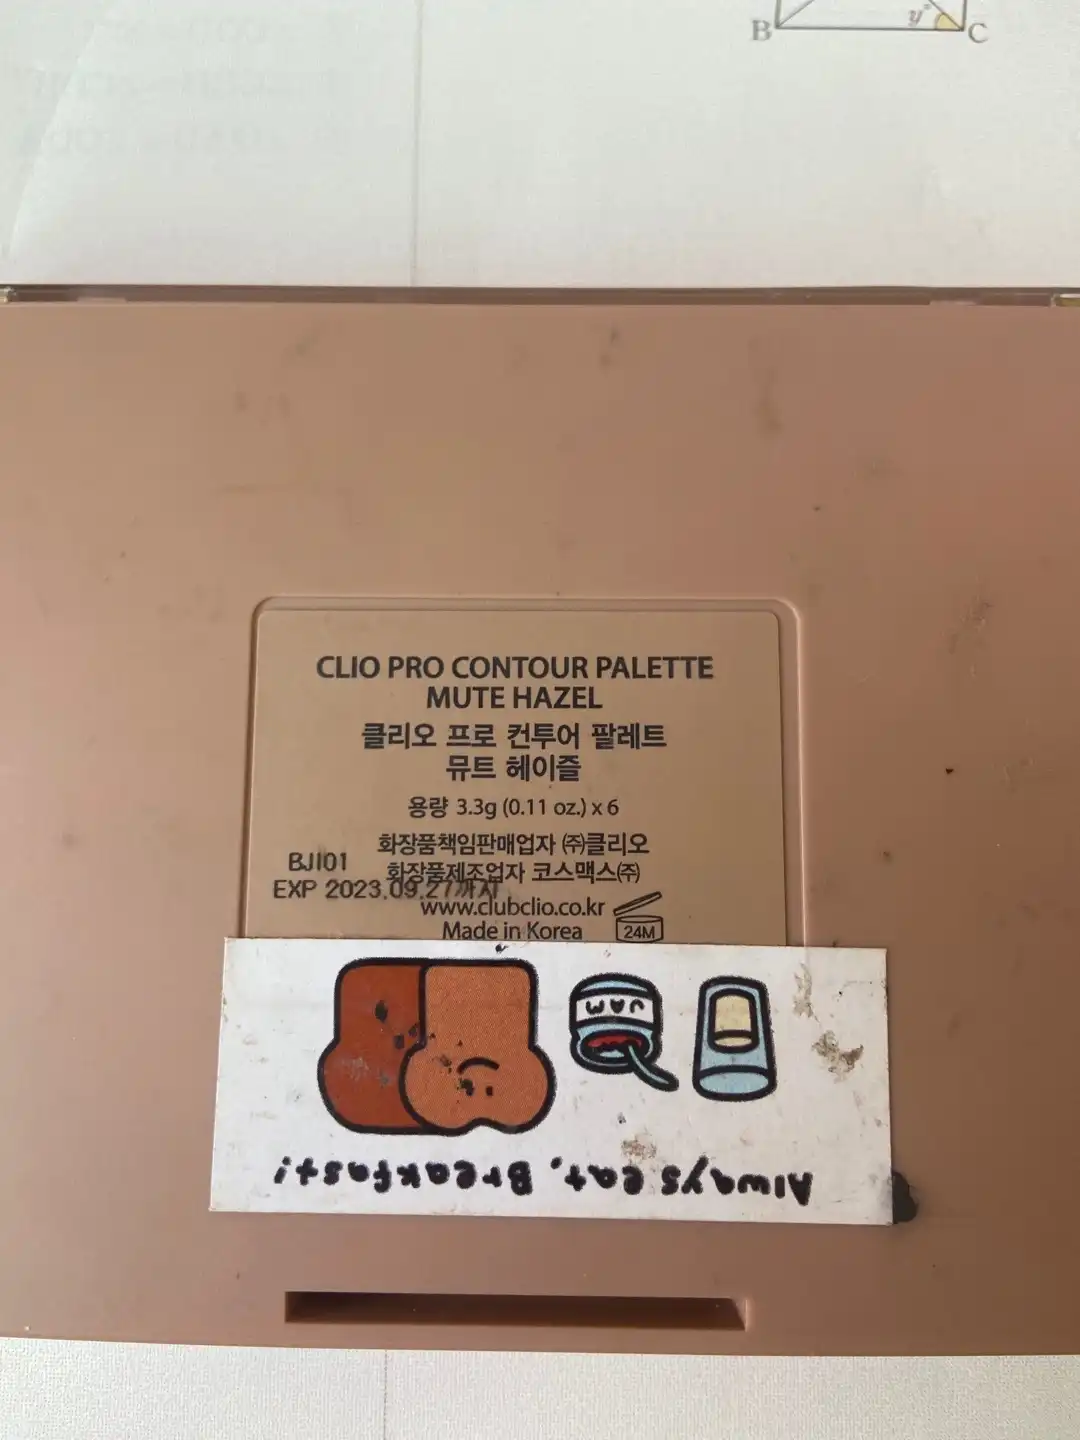 B y° C
CLIO PRO CONTOUR PALETTE
MUTE HAZEL
클리오 프로 컨투어 팔레트
뮤트 헤이즐
용량 3.3g (0.11 oz.) x 6
화장품책임판매업자 ㈜클리오
BJI01
화장품제조업자 코스맥스㈜
EXP 2023.09.27까지
www.clubclio.co.kr
Made in Korea
24M
JAM
Always eat, Breakfast!